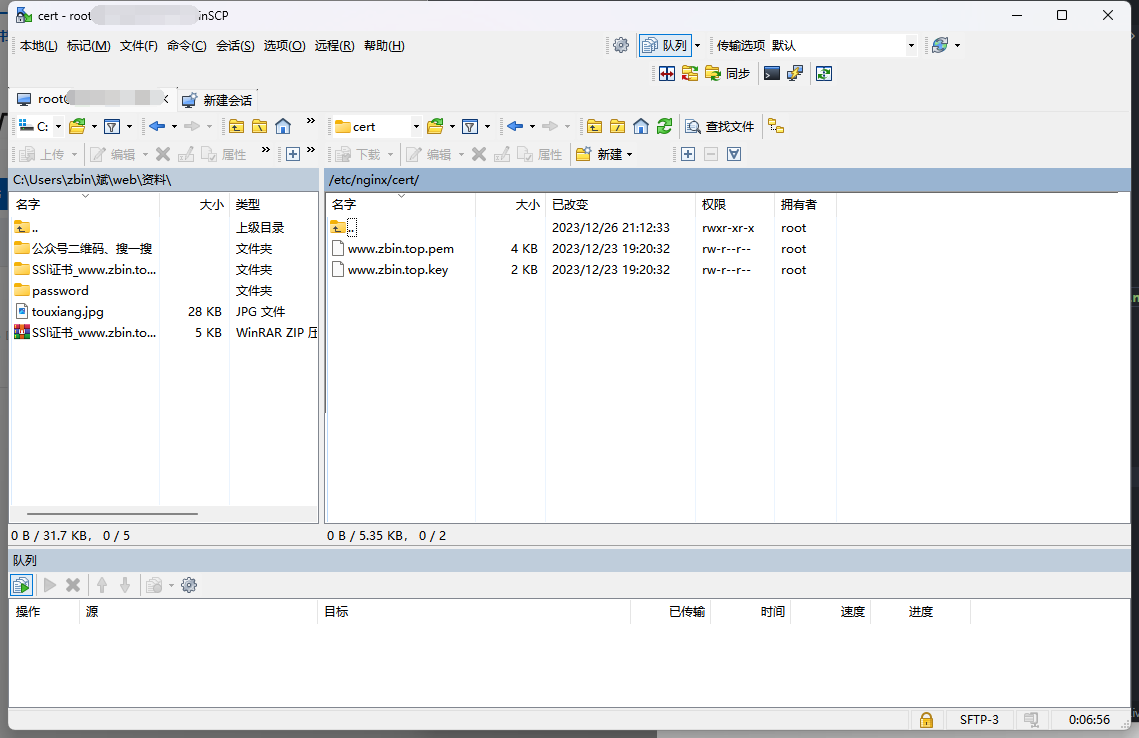 cert - root inSCP
本地(L) 标记(M) 文件(F) 命令(C) 会话(S) 选项(O) 远程(R) 帮助(H)
队列 传输选项 默认
同步
root@ 新建会话
C: cert 查找文件
上传 编辑 属性 下载 编辑 属性 新建
C:\Users\zbin\斌\web\资料\ /etc/nginx/cert/
名字 大小 类型 名字 大小 已改变 权限 拥有者
.. 上级目录 .. 2023/12/26 21:12:33 rwxr-xr-x root
公众号二维码、搜一搜 文件夹 www.zbin.top.pem 4 KB 2023/12/23 19:20:32 rw-r--r-- root
SSl证书_www.zbin.to... 文件夹 www.zbin.top.key 2 KB 2023/12/23 19:20:32 rw-r--r-- root
password 文件夹
touxiang.jpg 28 KB JPG 文件
SSl证书_www.zbin.to... 5 KB WinRAR ZIP 压
0 B / 31.7 KB, 0 / 5 0 B / 5.35 KB, 0 / 2
队列
操作 源 目标 已传输 时间 速度 进度
SFTP-3 0:06:56